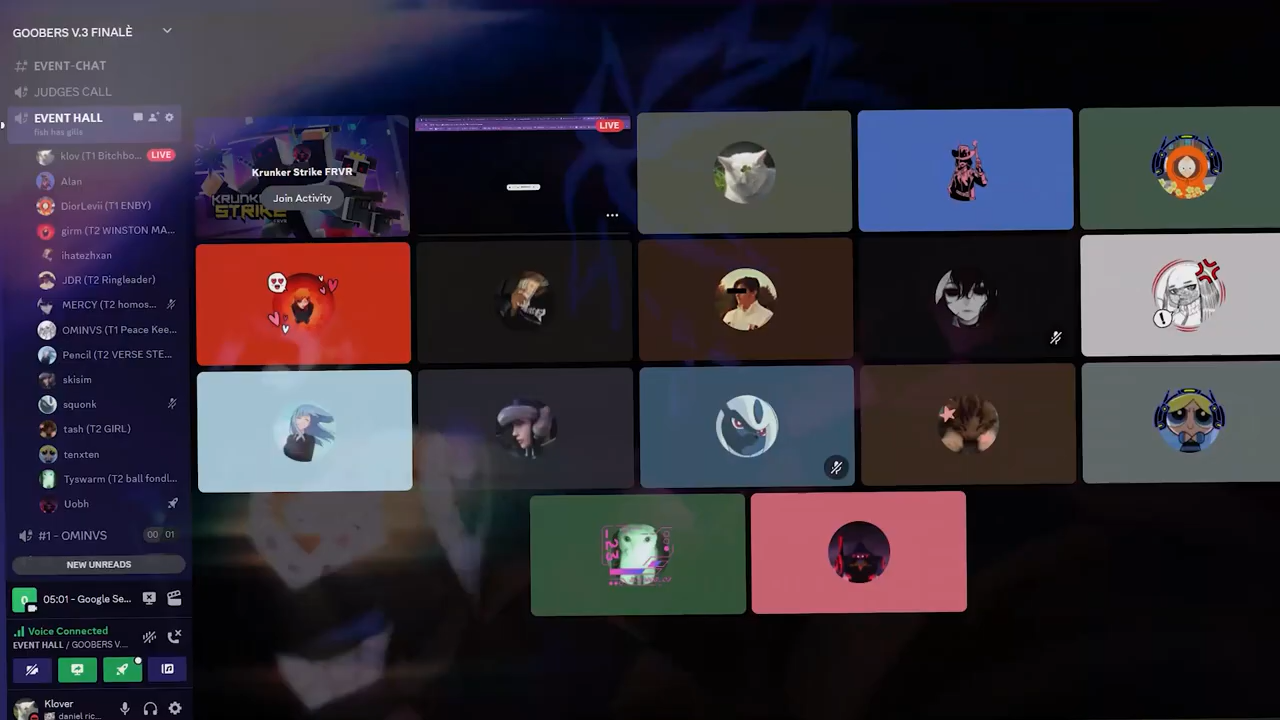 GOOBERS V.3 FINALÈ
EVENT-CHAT
JUDGES CALL
EVENT HALL
fish has gills
klov (T1 Bitchbo... LIVE
Alan
DiorLevii (T1 ENBY)
girm (T2 WINSTON MA...
ihatezhxan
JDR (T2 Ringleader)
MERCY (T2 homos...
OMINVS (T1 Peace Kee...
Pencil (T2 VERSE STE...
skisim
squonk
tash (T2 GIRL)
tenxten
Tyswarm (T2 ball fondl...
Uobh
#1 - OMINVS 00 01
NEW UNREADS
05:01 - Google Se...
Voice Connected
EVENT HALL / GOOBERS V...
Klover
daniel ric...
Krunker Strike FRVR
Join Activity
KRUNKER
STRIKE
LIVE